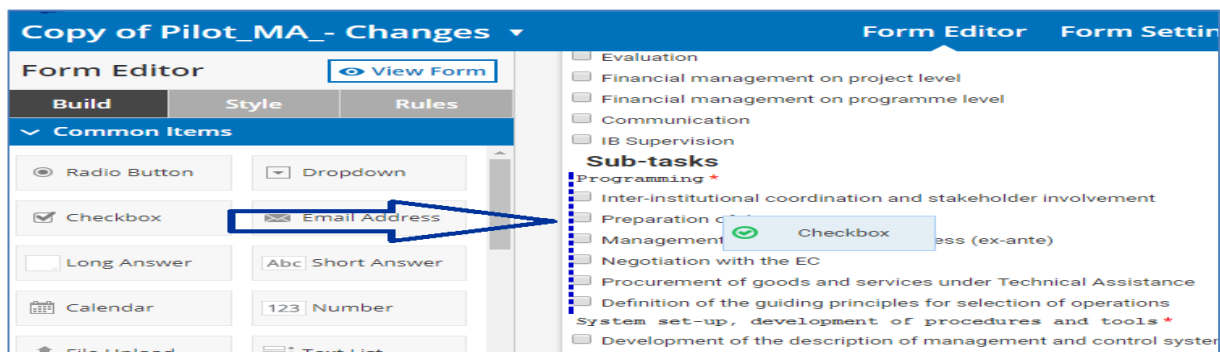 Copy of Pilot_MA_- Changes
Form Editor Form Settin
Form Editor
View Form
Build Style Rules
Common Items
Radio Button Dropdown
Checkbox Email Address
Long Answer Abc Short Answer
Calendar 123 Number
Evaluation
Financial management on project level
Financial management on programme level
Communication
IB Supervision
Sub-tasks
Programming *
Inter-institutional coordination and stakeholder involvement
Preparation
Checkbox
Management ess (ex-ante)
Negotiation with the EC
Procurement of goods and services under Technical Assistance
Definition of the guiding principles for selection of operations
System set-up, development of procedures and tools *
Development of the description of management and control syster